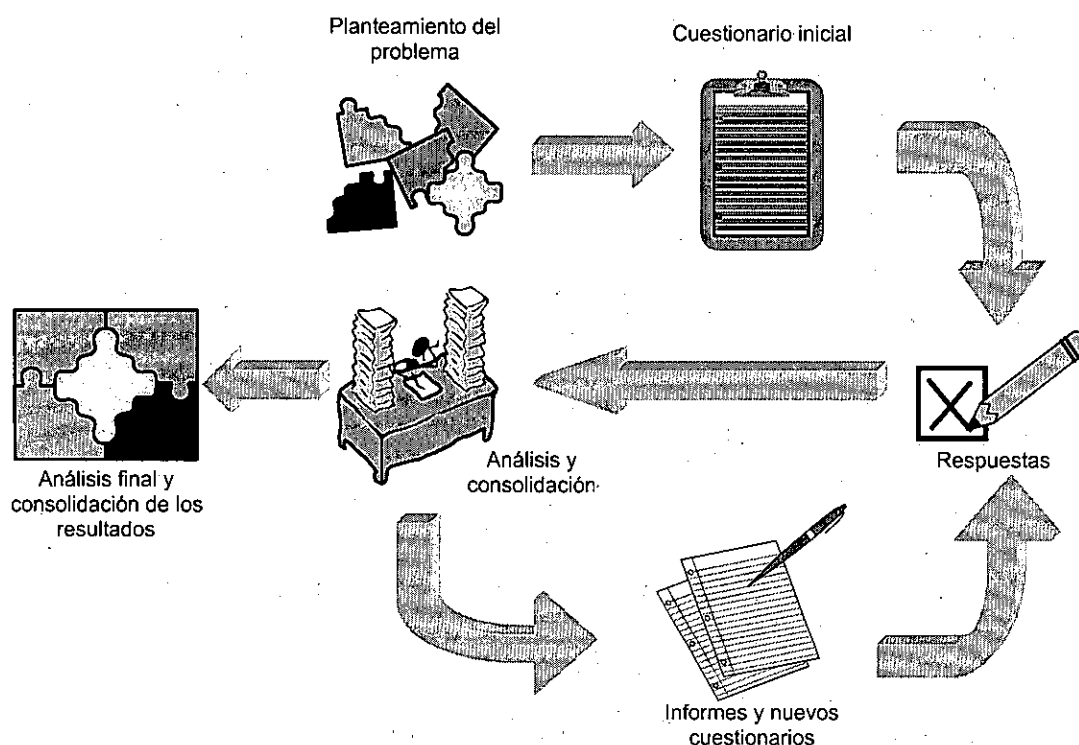 Planteamiento del
problema
Cuestionario inicial
Respuestas
Análisis y
consolidación
Análisis final y
consolidación de los
resultados
Informes y nuevos
cuestionarios